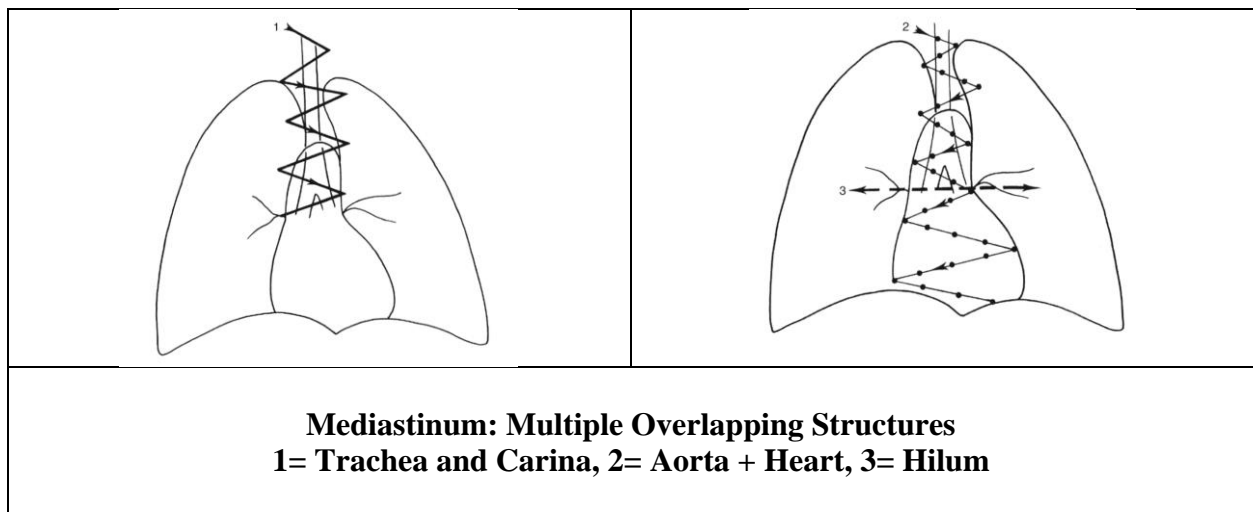 1
2
3
Mediastinum: Multiple Overlapping Structures
1= Trachea and Carina, 2= Aorta + Heart, 3= Hilum